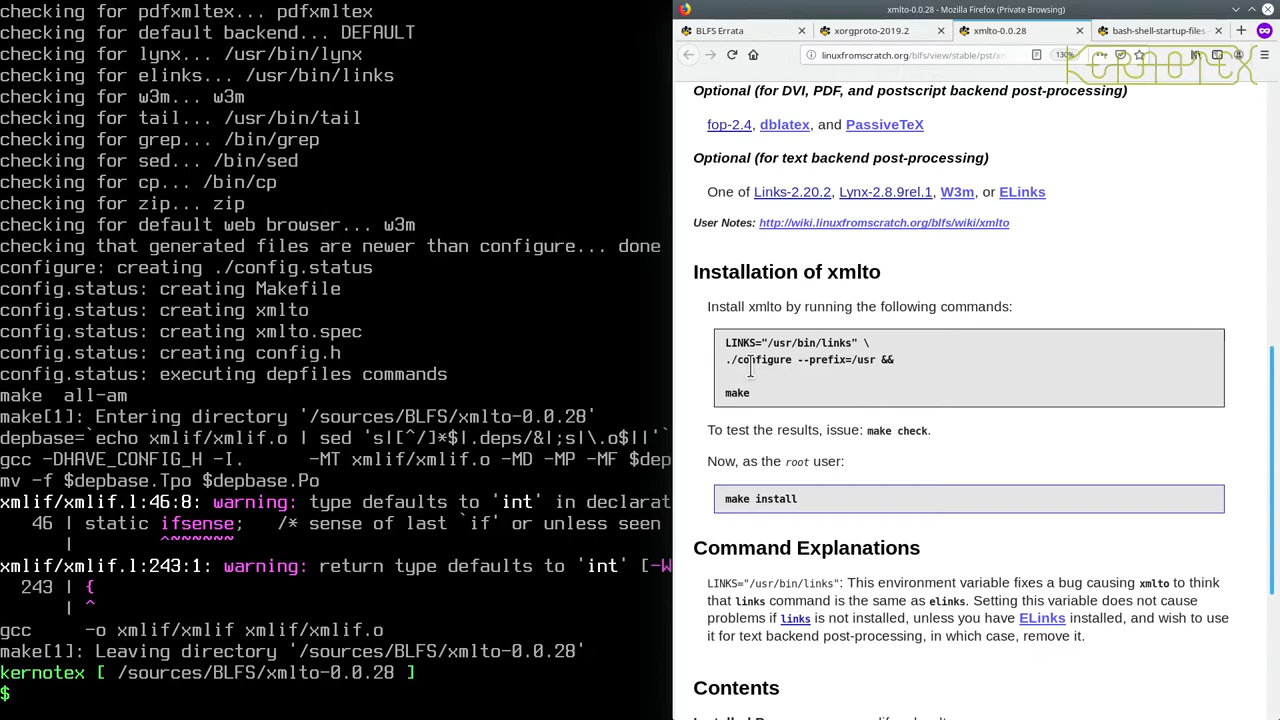 checking for pdfxmltex... pdfxmltex
checking for default backend... DEFAULT
checking for lynx... /usr/bin/lynx
checking for elinks... /usr/bin/links
checking for w3m... w3m
checking for tail... /usr/bin/tail
checking for grep... /bin/grep
checking for sed... /bin/sed
checking for cp... /bin/cp
checking for zip... zip
checking for default web browser... w3m
checking that generated files are newer than configure... done
configure: creating ./config.status
config.status: creating Makefile
config.status: creating xmlto
config.status: creating xmlto.spec
config.status: creating config.h
config.status: executing depfiles commands
make  all-am
make[1]: Entering directory '/sources/BLFS/xmlto-0.0.28'
depbase=`echo xmlif/xmlif.o | sed 's|[^/]*$|.deps/&|;s|\.o$||'`
gcc -DHAVE_CONFIG_H -I.      -MT xmlif/xmlif.o -MD -MP -MF $dep
mv -f $depbase.Tpo $depbase.Po
xmlif/xmlif.l:46:8: warning: type defaults to 'int' in declarat
46 | static ifsense;   /* sense of last `if' or unless seen
| ^~~~~~~
xmlif/xmlif.l:243:1: warning: return type defaults to 'int' [-W
243 | {
| ^
gcc     -o xmlif/xmlif xmlif/xmlif.o
make[1]: Leaving directory '/sources/BLFS/xmlto-0.0.28'
kernotex [ /sources/BLFS/xmlto-0.0.28 ]
$
xmlto-0.0.28 - Mozilla Firefox (Private Browsing)
BLFS Errata
xorgproto-2019.2
xmlto-0.0.28
bash-shell-startup-files
linuxfromscratch.org/blfs/view/stable/pst/xm
130%
KERNOTEX
Optional (for DVI, PDF, and postscript backend post-processing)
fop-2.4, dblatex, and PassiveTeX
Optional (for text backend post-processing)
One of Links-2.20.2, Lynx-2.8.9rel.1, W3m, or ELinks
User Notes: http://wiki.linuxfromscratch.org/blfs/wiki/xmlto
Installation of xmlto
Install xmlto by running the following commands:
LINKS="/usr/bin/links" \
./configure --prefix=/usr &&
make
To test the results, issue: make check.
Now, as the root user:
make install
Command Explanations
LINKS="/usr/bin/links": This environment variable fixes a bug causing xmlto to think
that links command is the same as elinks. Setting this variable does not cause
problems if links is not installed, unless you have ELinks installed, and wish to use
it for text backend post-processing, in which case, remove it.
Contents